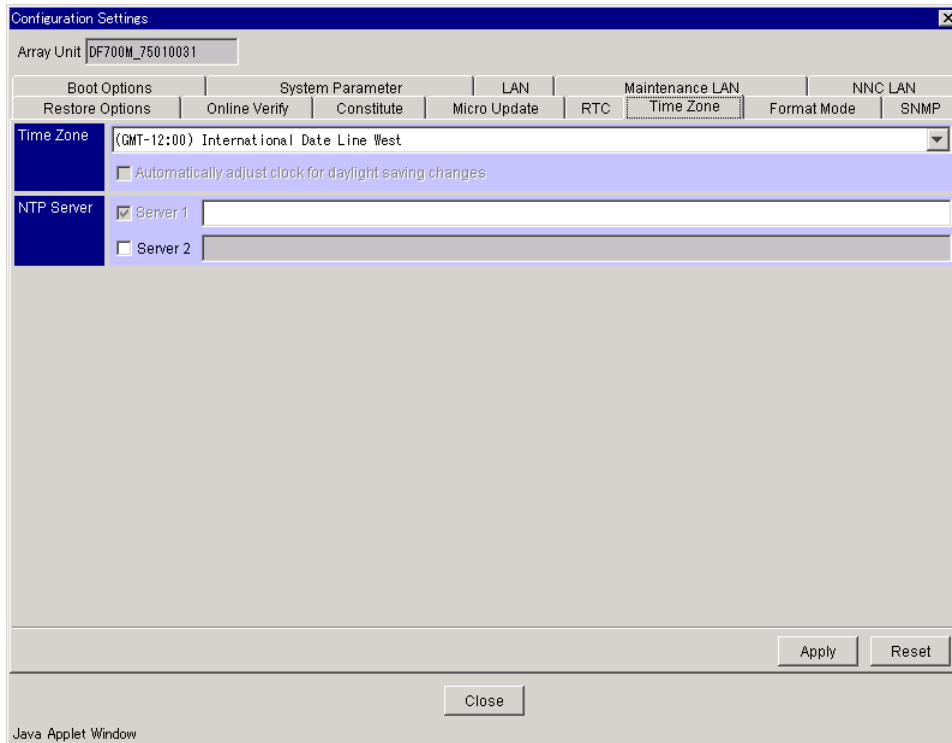 Configuration Settings
Array Unit DF700M_75010031
Boot Options System Parameter LAN Maintenance LAN NNC LAN
Restore Options Online Verify Constitute Micro Update RTC Time Zone Format Mode SNMP
Time Zone (GMT-12:00) International Date Line West
Automatically adjust clock for daylight saving changes
NTP Server Server 1
Server 2
Apply Reset
Close
Java Applet Window